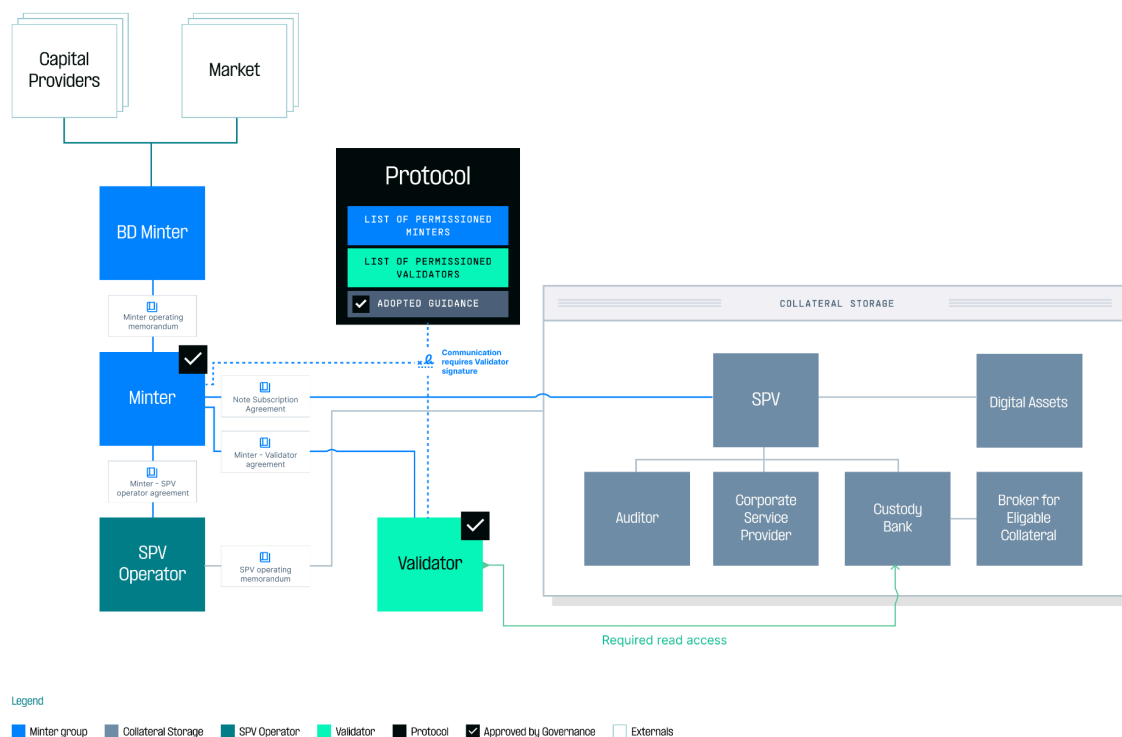 Capital
Providers
Market
Protocol
LIST OF PERMISSIONED
MINTERS
LIST OF PERMISSIONED
VALIDATORS
ADOPTED GUIDANCE
BD Minter
Minter operating
memorandum
COLLATERAL STORAGE
Communication
requires Validator
signature
Minter
Note Subscription
Agreement
SPV
Digital Assets
Minter - Validator
agreement
Minter - SPV
operator agreement
Auditor
Corporate
Service
Provider
Custody
Bank
Broker for
Eligable
Collateral
SPV
Operator
SPV operating
memorandum
Validator
Required read access
Legend
Minter group
Collateral Storage
SPV Operator
Validator
Protocol
Approved by Governance
Externals